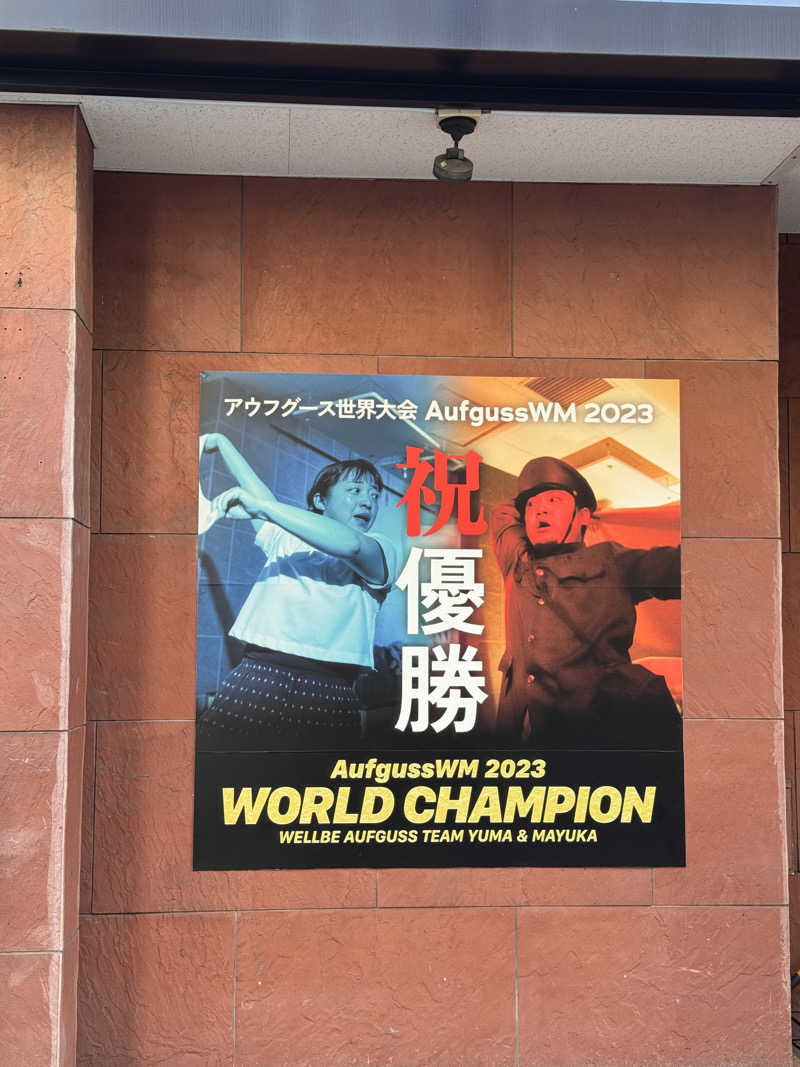 アウフグース世界大会 AufgussWM 2023
祝
優
勝
AufgussWM 2023
WORLD CHAMPION
WELLBE AUFGUSS TEAM YUMA & MAYUKA